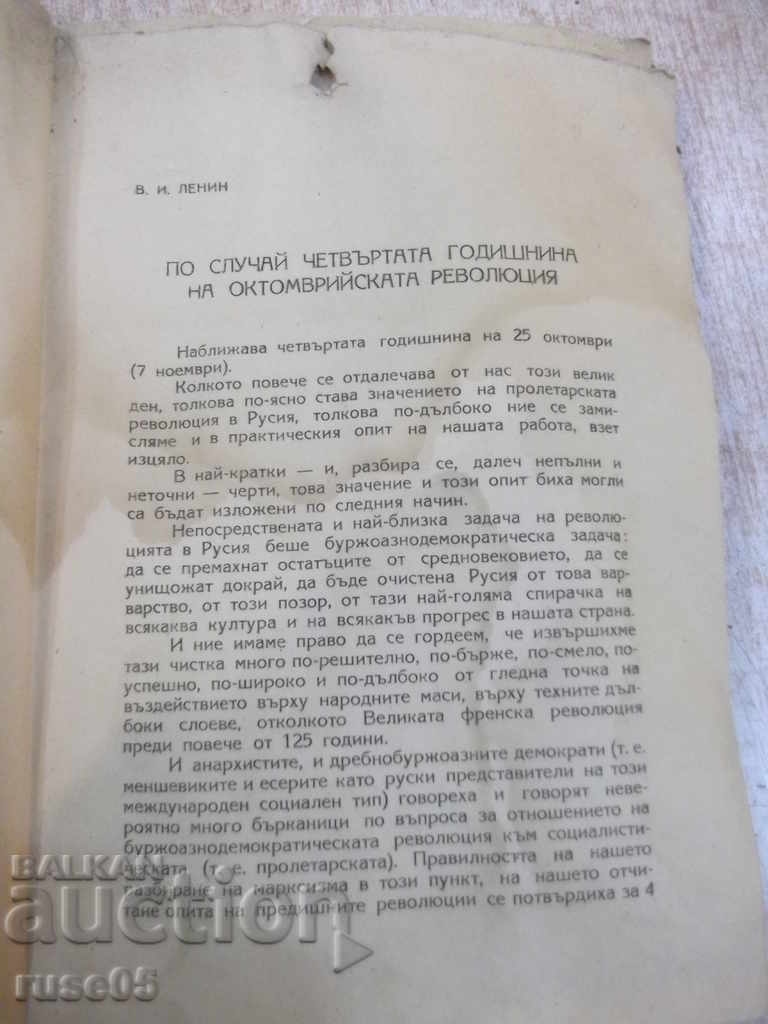 В. И. ЛЕНИН
ПО СЛУЧАЙ ЧЕТВЪРТАТА ГОДИШНИНА
НА ОКТОМВРИЙСКАТА РЕВОЛЮЦИЯ
Наближава четвъртата годишнина на 25 октомври
(7 ноември).
Колкото повече се отдалечава от нас този велик
ден, толкова по-ясно става значението на пролетарската
революция в Русия, толкова по-дълбоко ние се зами-
сляме и в практическия опит на нашата работа, взет
изцяло.
В най-кратки — и, разбира се, далеч непълни и
неточни — черти, това значение и този опит биха могли
са бъдат изложени по следния начин.
Непосредствената и най-близка задача на револю-
цията в Русия беше буржоазнодемократическа задача:
да се премахнат остатъците от средновековието, да се
унищожат докрай, да бъде очистена Русия от това вар-
варство, от този позор, от тази най-голяма спирачка на
всякаква култура и на всякакъв прогрес в нашата страна.
И ние имаме право да се гордеем, че извършихме
тази чистка много по-решително, по-бърже, по-смело, по-
успешно, по-широко и по-дълбоко от гледна точка на
въздействието върху народните маси, върху техните дъл-
боки слоеве, отколкото Великата френска революция
преди повече от 125 години.
И анархистите, и дребнобуржоазните демократи (т. е.
меншевиките и есерите като руски представители на този
международен социален тип) говореха и говорят неве-
роятно много бърканици по въпроса за отношението на
буржоазнодемократическата революция към социалисти-
ческата (т. е. пролетарската). Правилността на нашето
разбиране на марксизма в този пункт, на нашето отчи-
тане опита на предишните революции се потвърдиха за 4
BALKAN
auction
ruse05